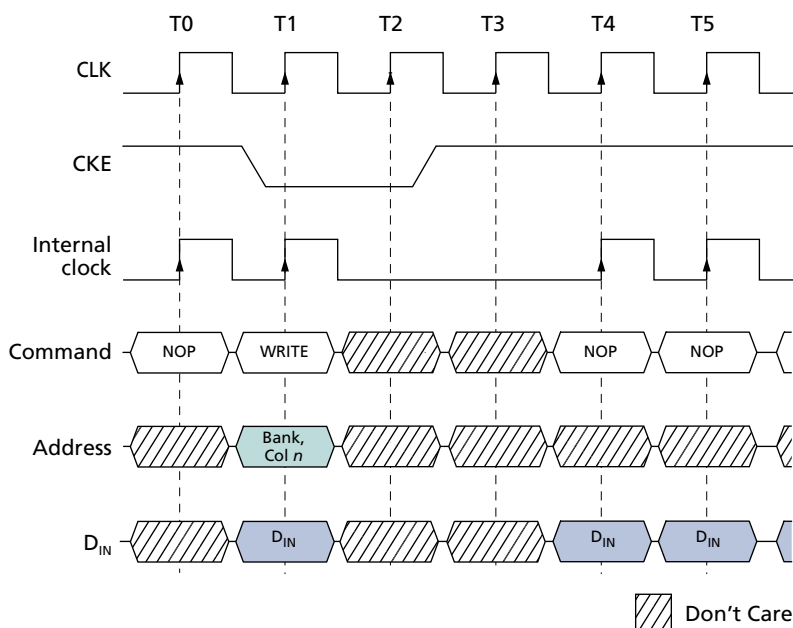 T0 T1 T2 T3 T4 T5
CLK
CKE
Internal
clock
Command NOP WRITE NOP NOP
Address Bank,
Col n
DIN DIN DIN DIN
Don't Care